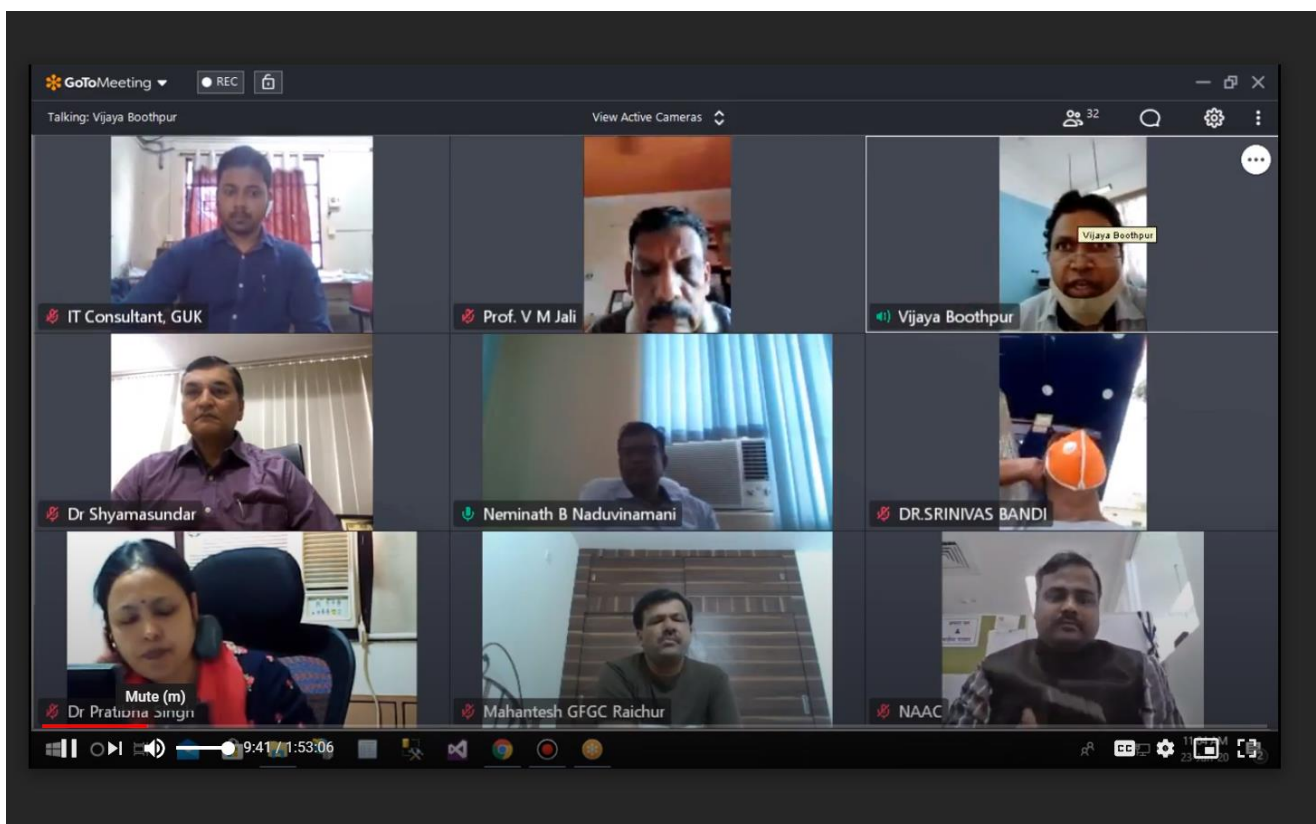 GoToMeeting
REC
Talking: Vijaya Boothpur
View Active Cameras
32
IT Consultant, GUK
Prof. V M Jali
Vijaya Boothpur
Vijaya Boothpur
Dr Shyamasundar
Neminath B Naduvinamani
DR.SRINIVAS BANDI
Mute (m)
Dr Pratibha Singh
Mahantesh GFGC Raichur
NAAC
9:41 / 1:53:06
CC